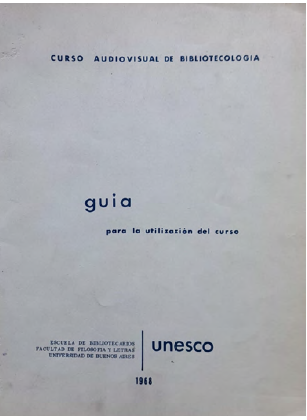 CURSO AUDIOVISUAL DE BIBLIOTECOLOGIA
guia
para la utilización del curso
ESCUELA DE BIBLIOTECARIOS
FACULTAD DE FILOSOFIA Y LETRAS
UNIVERSIDAD DE BUENOS AIRES
unesco
1968